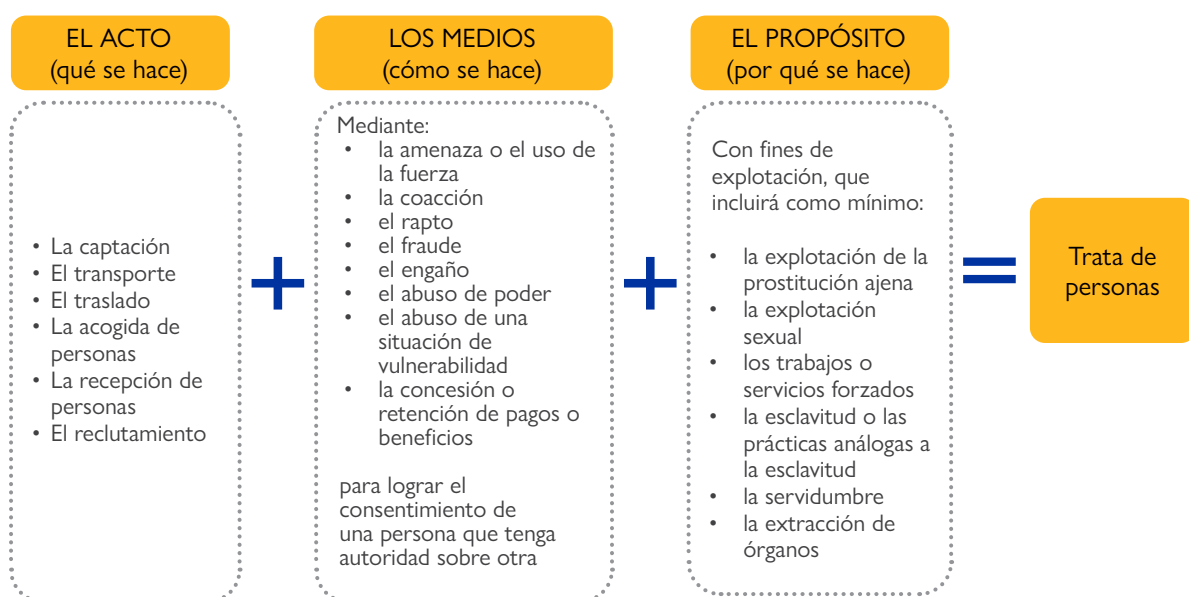 EL ACTO
(qué se hace)
• La captación
• El transporte
• El traslado
• La acogida de
personas
• La recepción de
personas
• El reclutamiento
+
LOS MEDIOS
(cómo se hace)
Mediante:
• la amenaza o el uso de
la fuerza
• la coacción
• el rapto
• el fraude
• el engaño
• el abuso de poder
• el abuso de una
situación de
vulnerabilidad
• la concesión o
retención de pagos o
beneficios
para lograr el
consentimiento de
una persona que tenga
autoridad sobre otra
+
EL PROPÓSITO
(por qué se hace)
Con fines de
explotación, que
incluirá como mínimo:
• la explotación de la
prostitución ajena
• la explotación
sexual
• los trabajos o
servicios forzados
• la esclavitud o las
prácticas análogas a
la esclavitud
• la servidumbre
• la extracción de
órganos
=
Trata de
personas